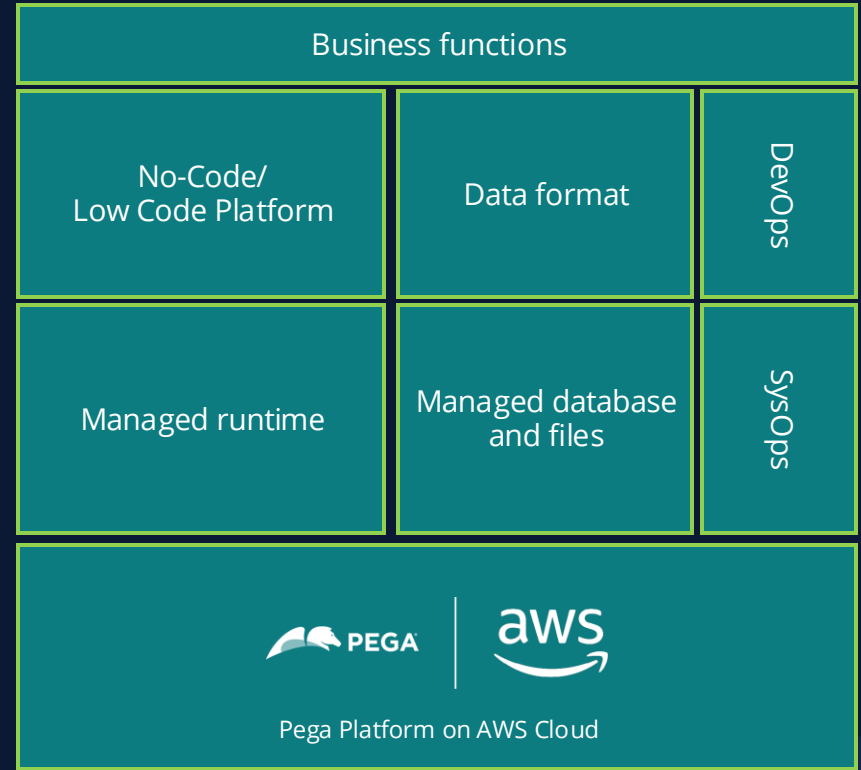 Business functions
No-Code/
Low Code Platform
Data format
DevOps
Managed runtime
Managed database
and files
SysOps
PEGA
aws
Pega Platform on AWS Cloud